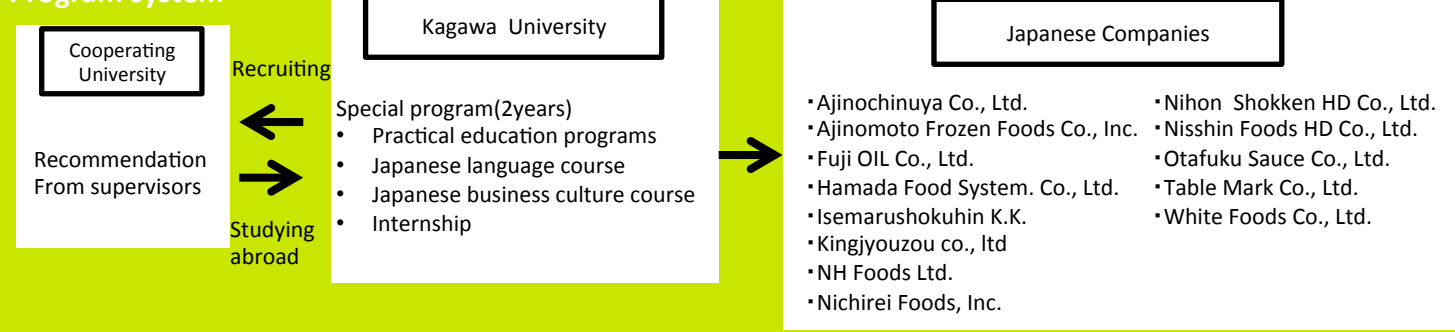 Program System
Cooperating
University
Recommendation
From supervisors
Recruiting
Studying
abroad
Kagawa University
Special program(2years)
• Practical education programs
• Japanese language course
• Japanese business culture course
• Internship
Japanese Companies
・Ajinochinuya Co., Ltd.
・Ajinomoto Frozen Foods Co., Inc.
・Fuji OIL Co., Ltd.
・Hamada Food System. Co., Ltd.
・Isemarushokuhin K.K.
・Kingjyouzou co., ltd
・NH Foods Ltd.
・Nichirei Foods, Inc.
・Nihon Shokken HD Co., Ltd.
・Nisshin Foods HD Co., Ltd.
・Otafuku Sauce Co., Ltd.
・Table Mark Co., Ltd.
・White Foods Co., Ltd.